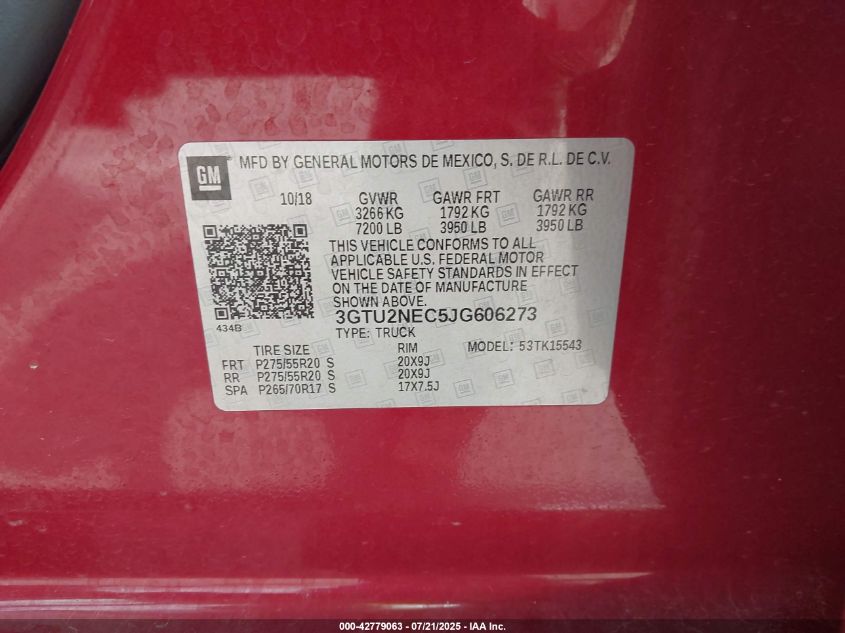 GM
MFD BY GENERAL MOTORS DE MEXICO, S. DE R.L. DE C.V.
10/18 GVWR GAWR FRT GAWR RR
3266 KG 1792 KG 1792 KG
7200 LB 3950 LB 3950 LB
THIS VEHICLE CONFORMS TO ALL
APPLICABLE U.S. FEDERAL MOTOR
VEHICLE SAFETY STANDARDS IN EFFECT
ON THE DATE OF MANUFACTURE
SHOWN ABOVE.
434B
3GTU2NEC5JG606273
TYPE: TRUCK
TIRE SIZE RIM MODEL: 53TK15543
FRT P275/55R20 S 20X9J
RR P275/55R20 S 20X9J
SPA P265/70R17 S 17X7.5J
000-42779063 - 07/21/2025 - IAA Inc.